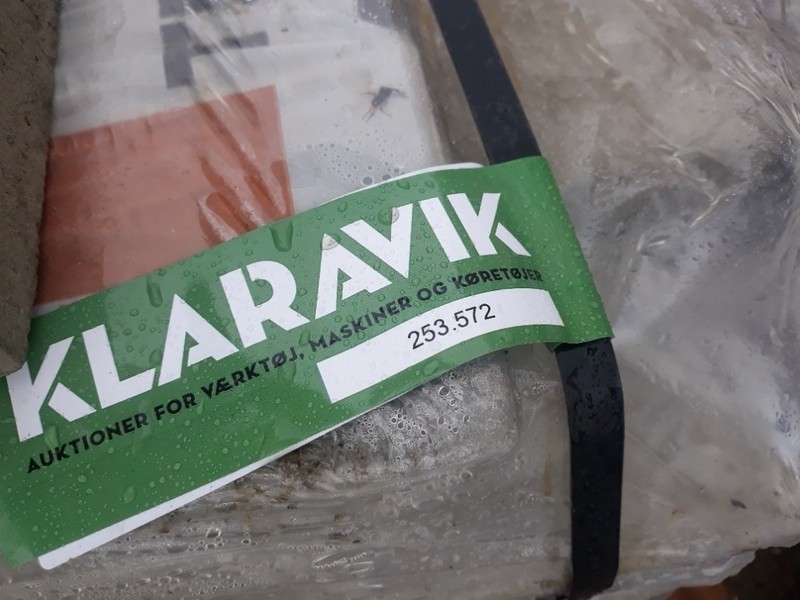 KLARAVIK
AUKTIONER FOR VÆRKTØJ, MASKINER OG KØRETØJER
253.572